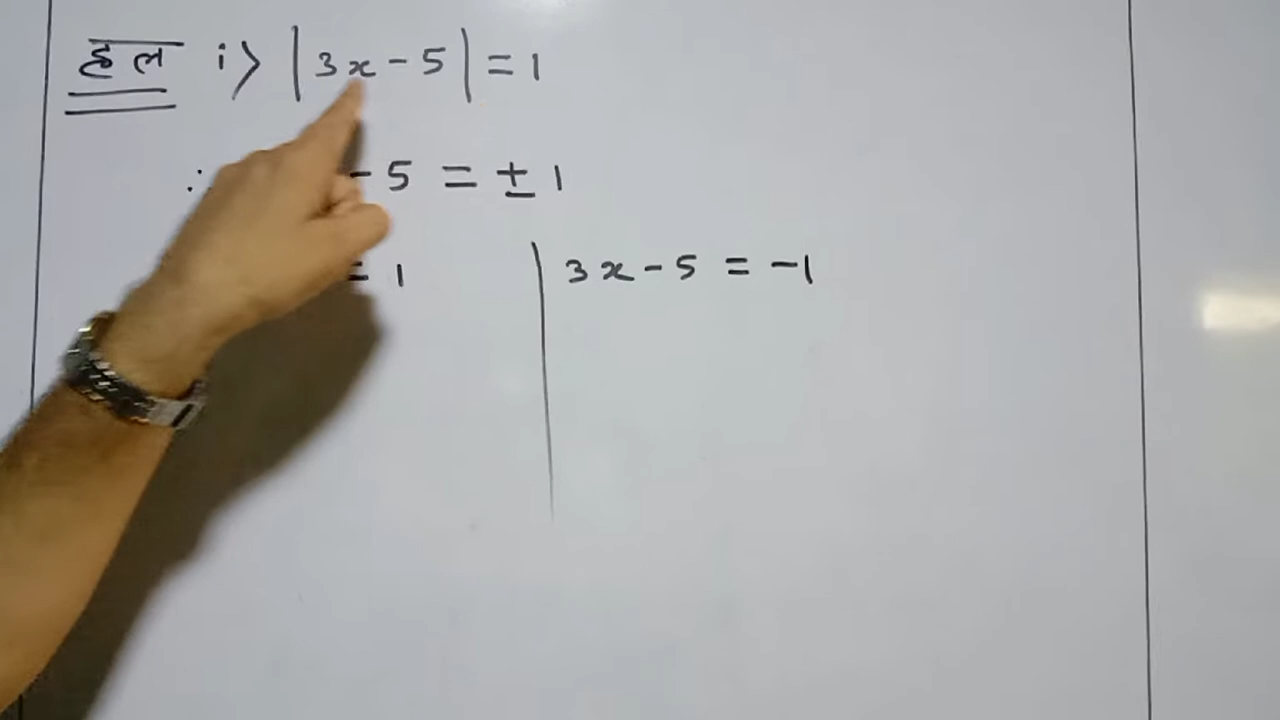 हल i> |3x - 5| = 1
∴ - 5 = ± 1
= 1 | 3x - 5 = -1